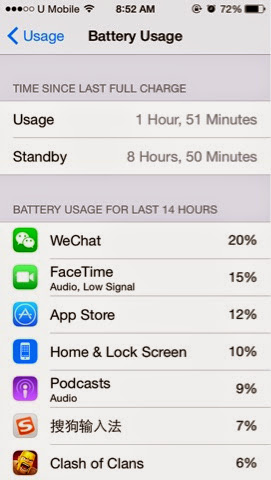 U Mobile 8:52 AM 72%
Usage Battery Usage
TIME SINCE LAST FULL CHARGE
Usage 1 Hour, 51 Minutes
Standby 8 Hours, 50 Minutes
BATTERY USAGE FOR LAST 14 HOURS
WeChat 20%
FaceTime 15%
Audio, Low Signal
App Store 12%
Home & Lock Screen 10%
Podcasts 9%
Audio
搜狗输入法 7%
Clash of Clans 6%